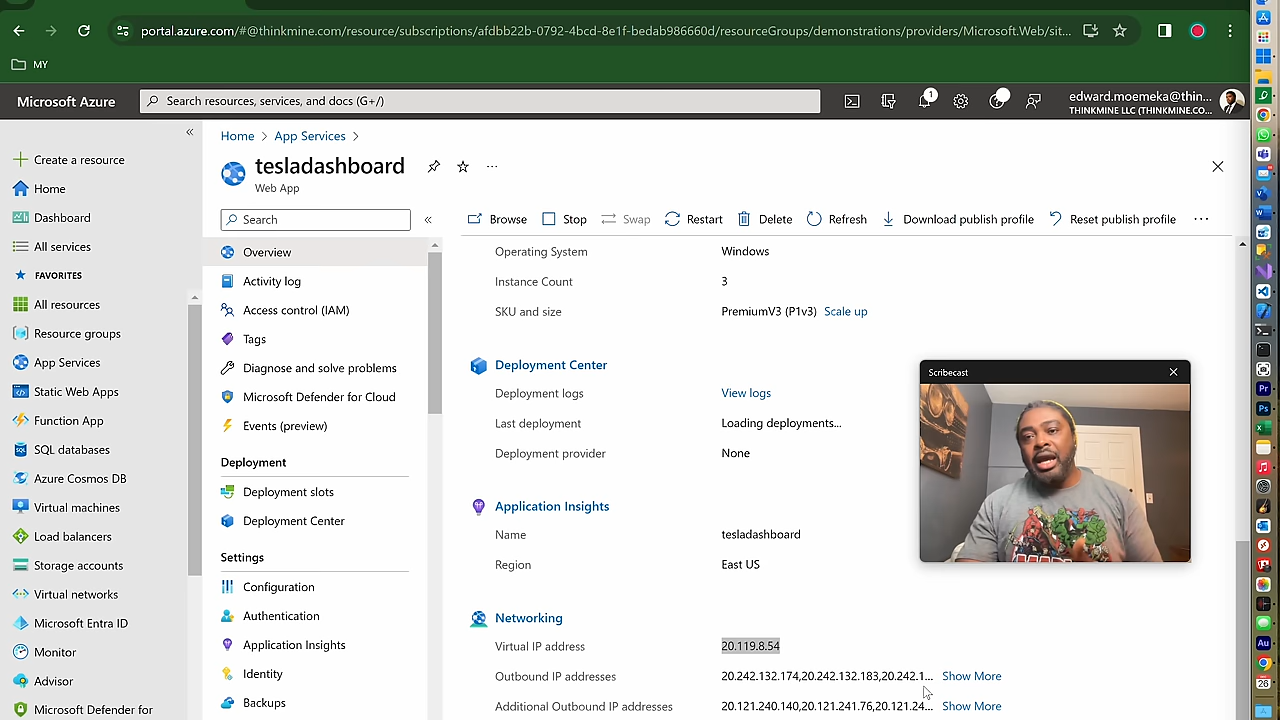 portal.azure.com/#@thinkmine.com/resource/subscriptions/afdbb22b-0792-4bcd-8e1f-bedab986660d/resourceGroups/demonstrations/providers/Microsoft.Web/sit...
MY
Microsoft Azure
Search resources, services, and docs (G+/)
1
edward.moemeka@thin...
THINKMINE LLC (THINKMINE.CO...
Create a resource
Home
Dashboard
All services
FAVORITES
All resources
Resource groups
App Services
Static Web Apps
Function App
SQL databases
Azure Cosmos DB
Virtual machines
Load balancers
Storage accounts
Virtual networks
Microsoft Entra ID
Monitor
Advisor
Microsoft Defender for
Home > App Services >
tesladashboard
Web App
Search
Overview
Activity log
Access control (IAM)
Tags
Diagnose and solve problems
Microsoft Defender for Cloud
Events (preview)
Deployment
Deployment slots
Deployment Center
Settings
Configuration
Authentication
Application Insights
Identity
Backups
Browse Stop Swap Restart Delete Refresh Download publish profile Reset publish profile
Operating System Windows
Instance Count 3
SKU and size PremiumV3 (P1v3) Scale up
Deployment Center
Deployment logs View logs
Last deployment Loading deployments...
Deployment provider None
Application Insights
Name tesladashboard
Region East US
Networking
Virtual IP address 20.119.8.54
Outbound IP addresses 20.242.132.174,20.242.132.183,20.242.1... Show More
Additional Outbound IP addresses 20.121.240.140,20.121.241.76,20.121.24... Show More
Scribecast
Pr
Ps
Au
26